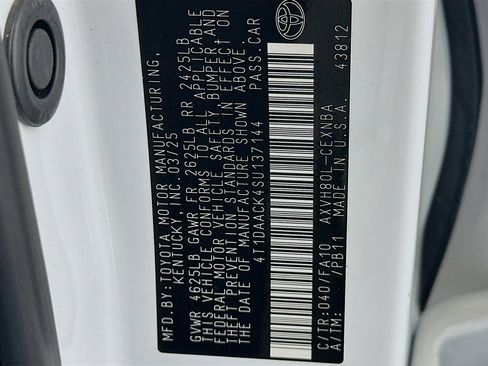 MFD.BY:TOYOTA MOTOR MANUFACTURING,
KENTUCKY, INC. 03/25
GVWR 4625LB GAWR FR 2625LB RR 2425LB
THIS VEHICLE CONFORMS TO ALL APPLICABLE
FEDERAL MOTOR VEHICLE SAFETY, BUMPER AND
THEFT PREVENTION STANDARDS IN EFFECT ON
THE DATE OF MANUFACTURE SHOWN ABOVE.
4T1DAACK4SU137144 PASS.CAR
C/TR:040/FA10 AXVH80L-CEXNBA
A/TM: /PB11 MADE IN U.S.A. 43812